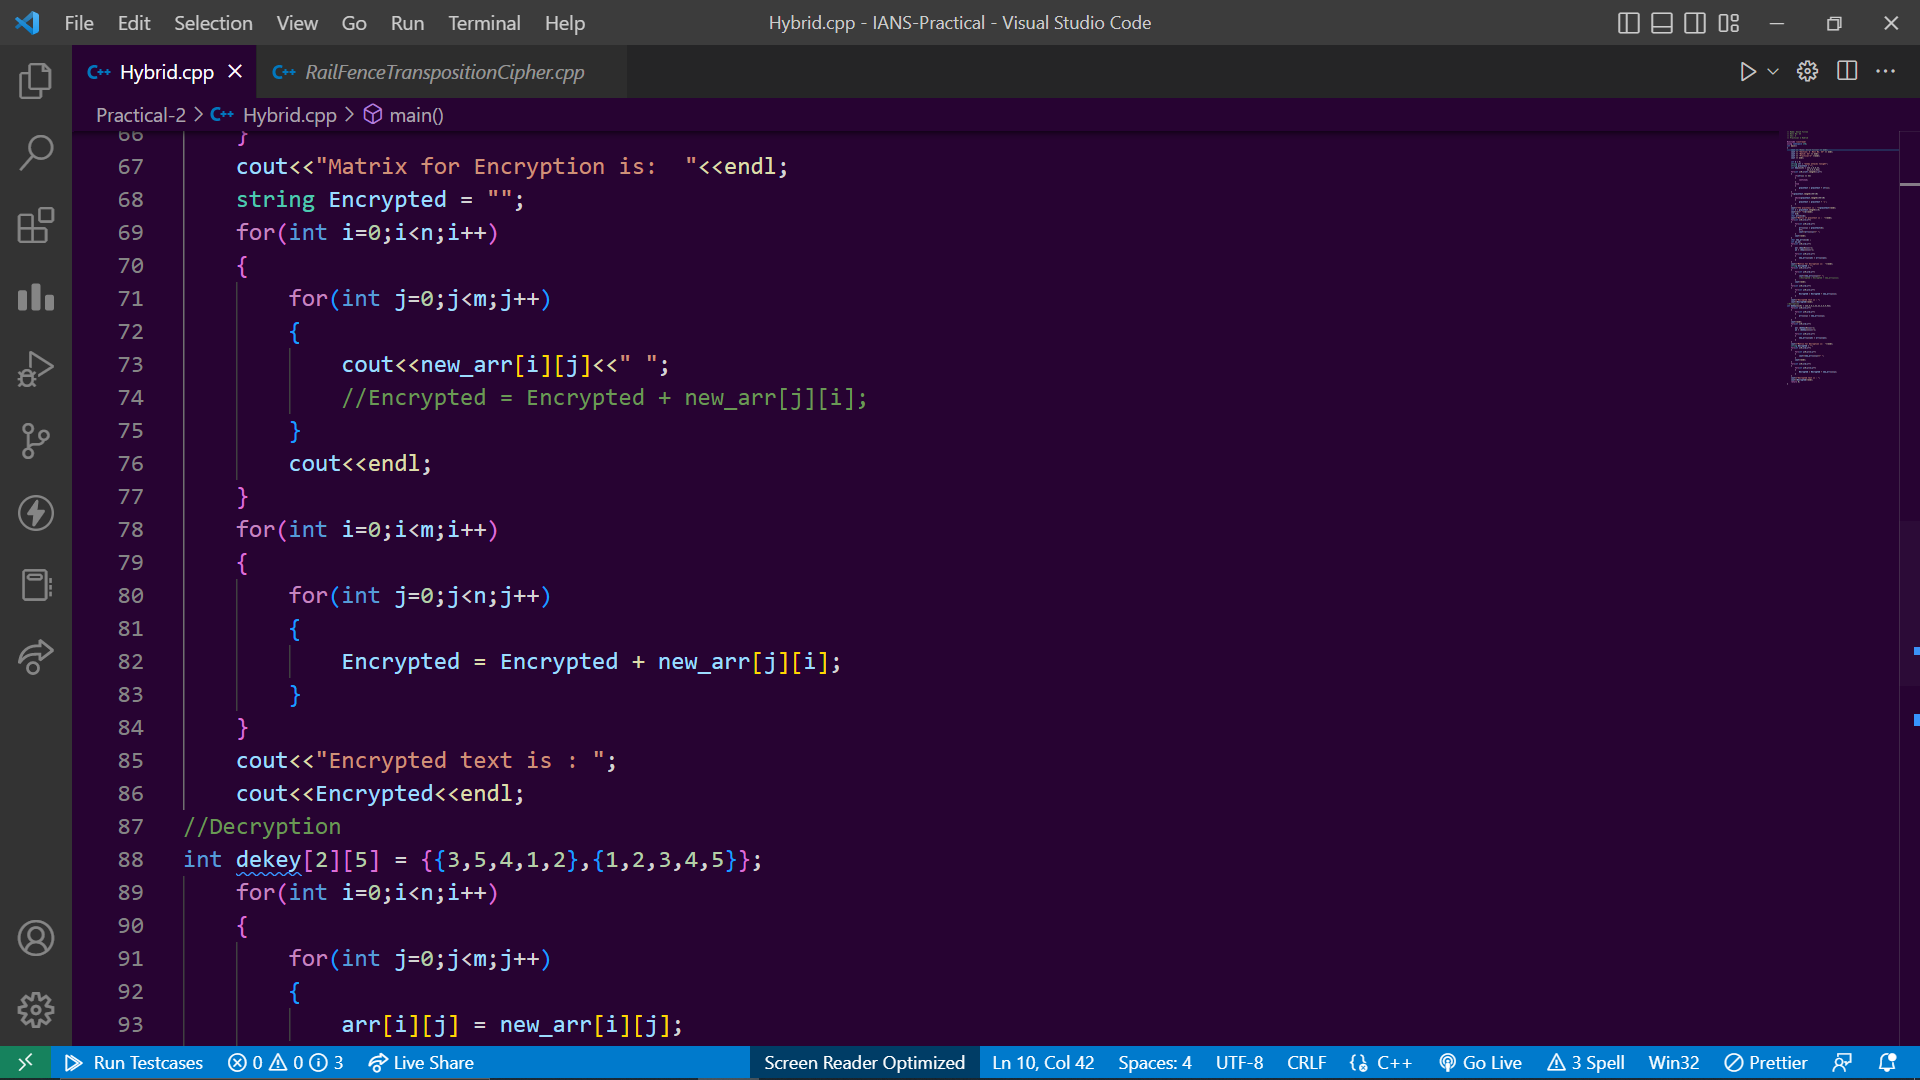 File Edit Selection View Go Run Terminal Help Hybrid.cpp - IANS-Practical - Visual Studio Code
C++ Hybrid.cpp C++ RailFenceTranspositionCipher.cpp
Practical-2 > C++ Hybrid.cpp > main()
66 }
67 cout<<"Matrix for Encryption is:  "<<endl;
68 string Encrypted = "";
69 for(int i=0;i<n;i++)
70 {
71 for(int j=0;j<m;j++)
72 {
73 cout<<new_arr[i][j]<<" ";
74 //Encrypted = Encrypted + new_arr[j][i];
75 }
76 cout<<endl;
77 }
78 for(int i=0;i<m;i++)
79 {
80 for(int j=0;j<n;j++)
81 {
82 Encrypted = Encrypted + new_arr[j][i];
83 }
84 }
85 cout<<"Encrypted text is : ";
86 cout<<Encrypted<<endl;
87 //Decryption
88 int dekey[2][5] = {{3,5,4,1,2},{1,2,3,4,5}};
89 for(int i=0;i<n;i++)
90 {
91 for(int j=0;j<m;j++)
92 {
93 arr[i][j] = new_arr[i][j];
Run Testcases 0 0 3 Live Share Screen Reader Optimized Ln 10, Col 42 Spaces: 4 UTF-8 CRLF C++ Go Live 3 Spell Win32 Prettier